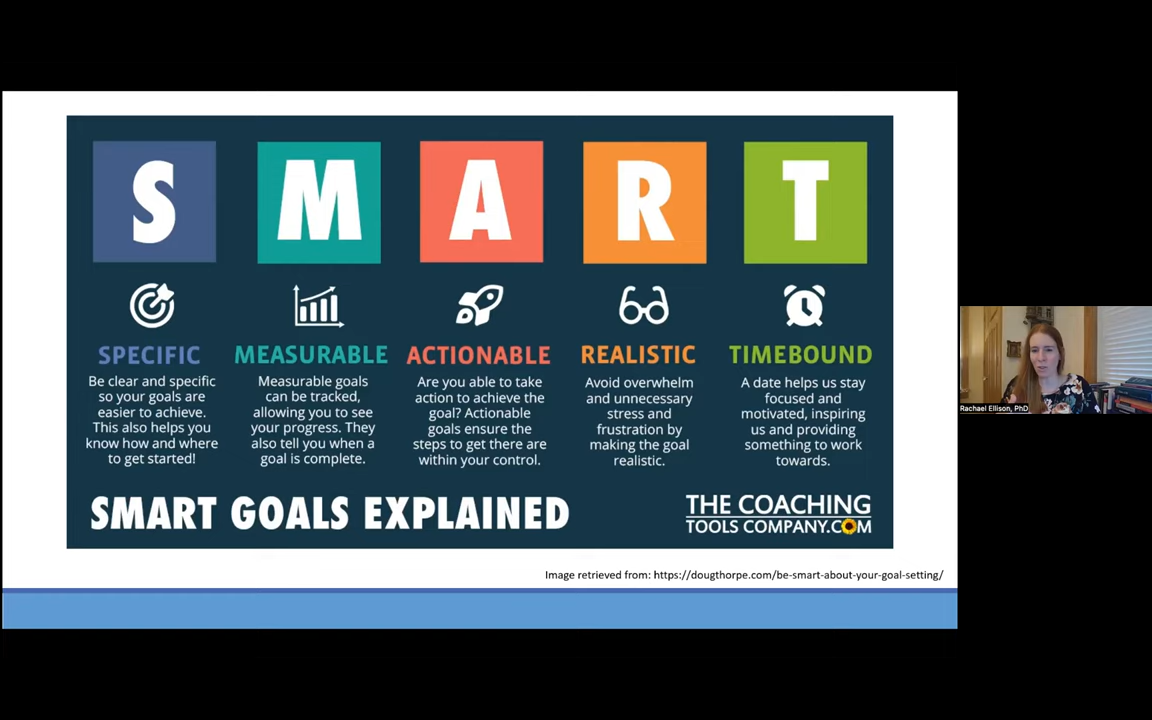 S M A R T
SPECIFIC
Be clear and specific
so your goals are
easier to achieve.
This also helps you
know how and where
to get started!
MEASURABLE
Measurable goals
can be tracked,
allowing you to see
your progress. They
also tell you when a
goal is complete.
ACTIONABLE
Are you able to take
action to achieve the
goal? Actionable
goals ensure the
steps to get there are
within your control.
REALISTIC
Avoid overwhelm
and unnecessary
stress and
frustration by
making the goal
realistic.
TIMEBOUND
A date helps us stay
focused and
motivated, inspiring
us and providing
something to work
towards.
SMART GOALS EXPLAINED
THE COACHING
TOOLS COMPANY.COM
Image retrieved from: https://dougthorpe.com/be-smart-about-your-goal-setting/
Rachael Ellison, PhD